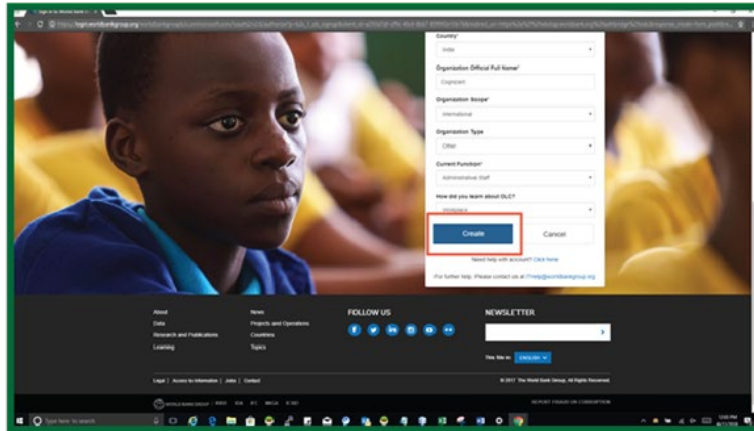 Country*
India
Organization Official Full Name*
Cognizant
Organization Scope*
International
Organization Type
Other
Current Function*
Administrative Staff
How did you learn about OLC?
Workplace
Create
Cancel
Need help with account? Click here.
For further help, Please contact us at ITHelp@worldbankgroup.org
About
Data
Research and Publications
Learning
News
Projects and Operations
Countries
Topics
FOLLOW US
NEWSLETTER
This Site in: ENGLISH
Legal | Access to Information | Jobs | Contact
© 2017 The World Bank Group, All Rights Reserved.
WORLD BANK GROUP IBRD IDA IFC MIGA ICSID
REPORT FRAUD OR CORRUPTION
Type here to search